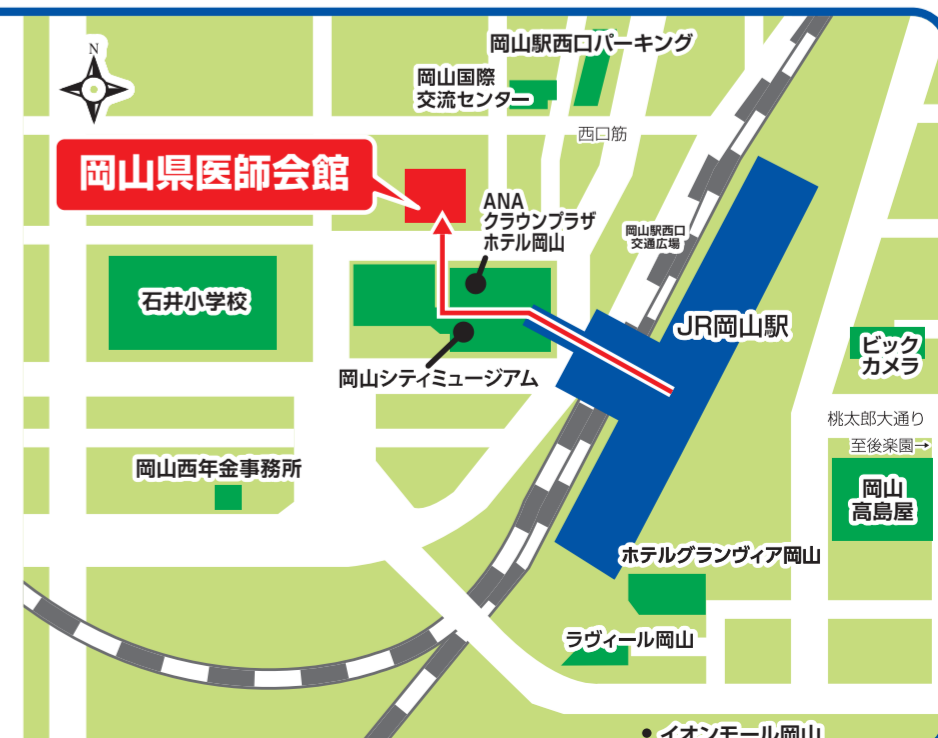 岡山駅西口パーキング
N
岡山国際
交流センター
西口筋
岡山県医師会館
ANA
クラウンプラザ
ホテル岡山
岡山駅西口
交通広場
石井小学校
JR岡山駅
ビック
カメラ
岡山シティミュージアム
桃太郎大通り
至後楽園→
岡山西年金事務所
岡山
高島屋
ホテルグランヴィア岡山
ラヴィール岡山
イオンモール岡山